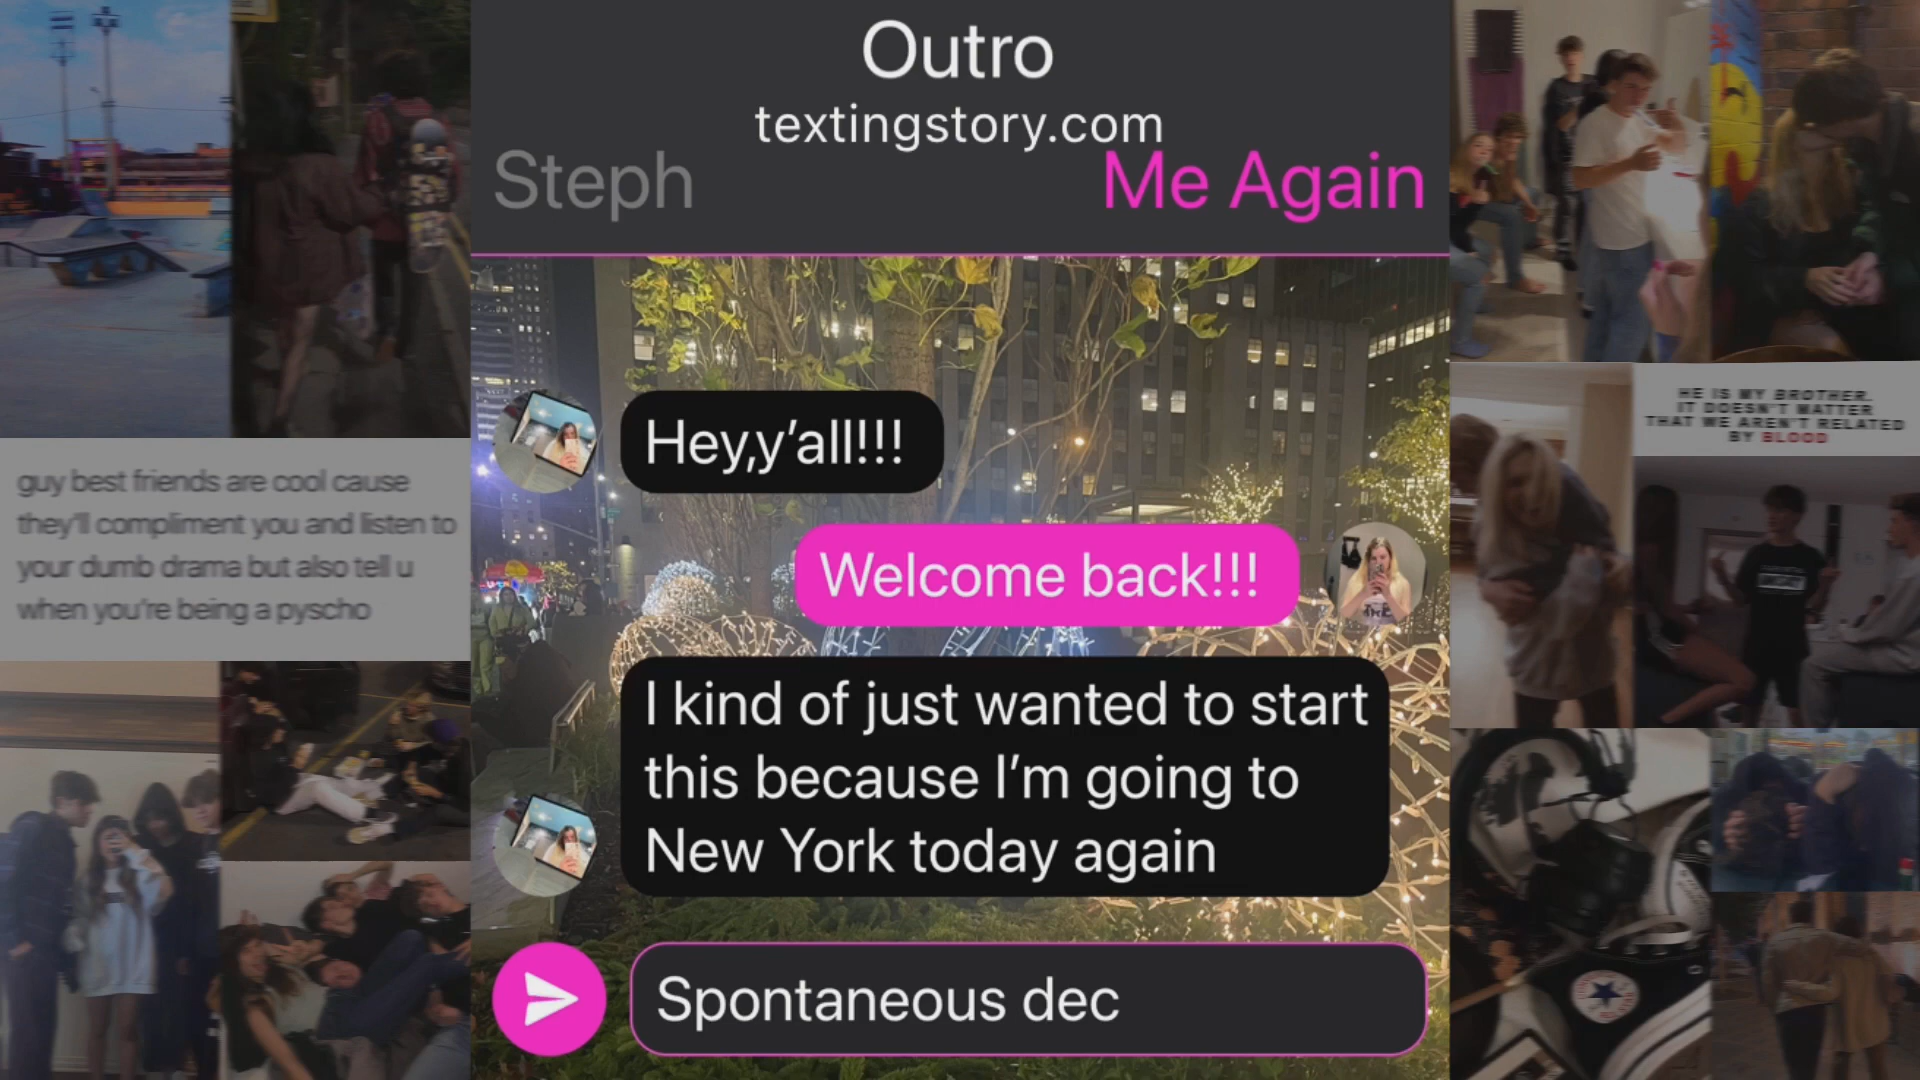 Outro
textingstory.com
Steph
Me Again
Hey,y’all!!!
Welcome back!!!
I kind of just wanted to start
this because I’m going to
New York today again
Spontaneous dec
guy best friends are cool cause
they'll compliment you and listen to
your dumb drama but also tell u
when you're being a pyscho
HE IS MY BROTHER.
IT DOESN'T MATTER
THAT WE AREN'T RELATED
BY BLOOD